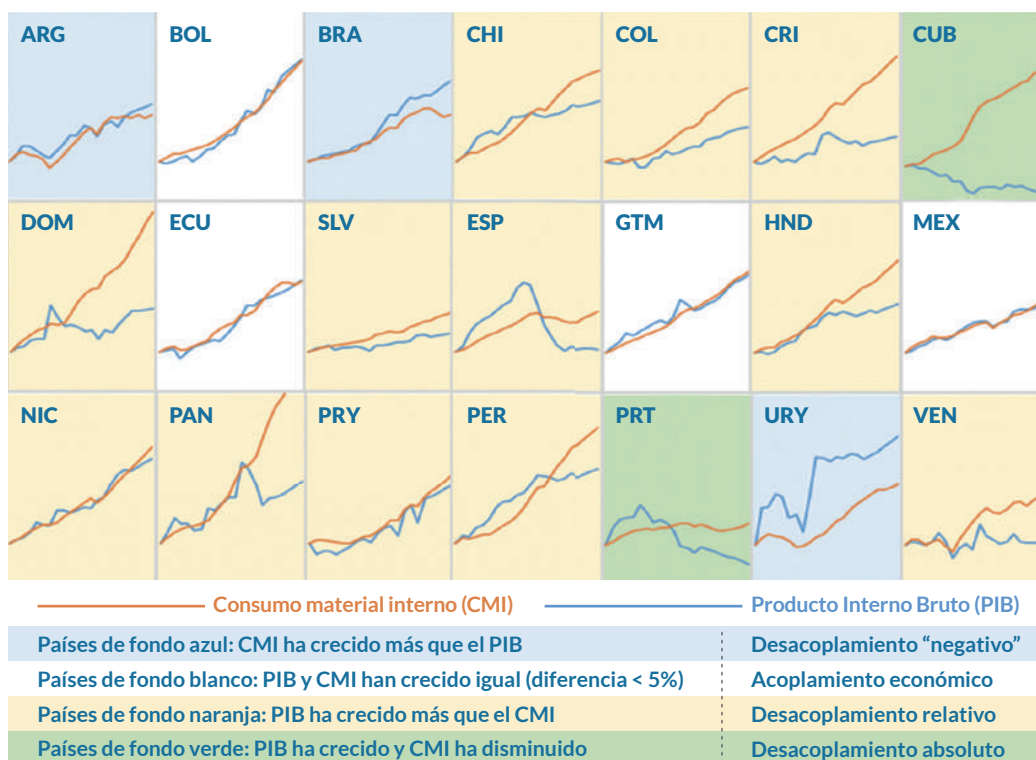 ARG BOL BRA CHI COL CRI CUB
DOM ECU SLV ESP GTM HND MEX
NIC PAN PRY PER PRT URY VEN
Consumo material interno (CMI) Producto Interno Bruto (PIB)
Países de fondo azul: CMI ha crecido más que el PIB Desacoplamiento “negativo”
Países de fondo blanco: PIB y CMI han crecido igual (diferencia < 5%) Acoplamiento económico
Países de fondo naranja: PIB ha crecido más que el CMI Desacoplamiento relativo
Países de fondo verde: PIB ha crecido y CMI ha disminuido Desacoplamiento absoluto